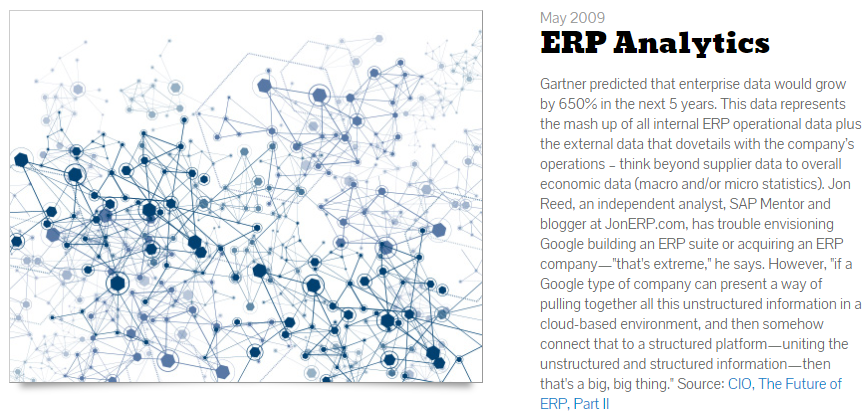 May 2009
ERP Analytics
Gartner predicted that enterprise data would grow
by 650% in the next 5 years. This data represents
the mash up of all internal ERP operational data plus
the external data that dovetails with the company's
operations – think beyond supplier data to overall
economic data (macro and/or micro statistics). Jon
Reed, an independent analyst, SAP Mentor and
blogger at JonERP.com, has trouble envisioning
Google building an ERP suite or acquiring an ERP
company—"that's extreme," he says. However, "if a
Google type of company can present a way of
pulling together all this unstructured information in a
cloud-based environment, and then somehow
connect that to a structured platform—uniting the
unstructured and structured information—then
that's a big, big thing." Source: CIO, The Future of
ERP, Part II